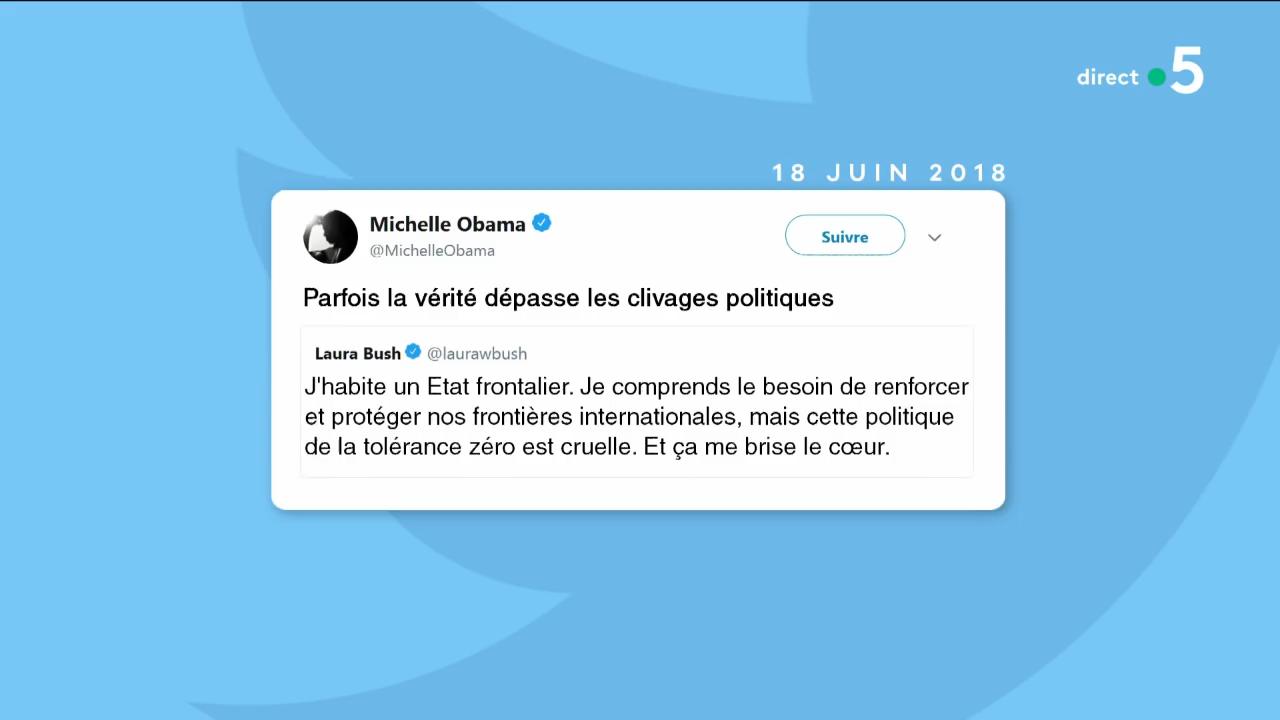 direct 5
18 JUIN 2018
Michelle Obama
@MichelleObama
Suivre
Parfois la vérité dépasse les clivages politiques
Laura Bush @laurawbush
J'habite un Etat frontalier. Je comprends le besoin de renforcer
et protéger nos frontières internationales, mais cette politique
de la tolérance zéro est cruelle. Et ça me brise le cœur.